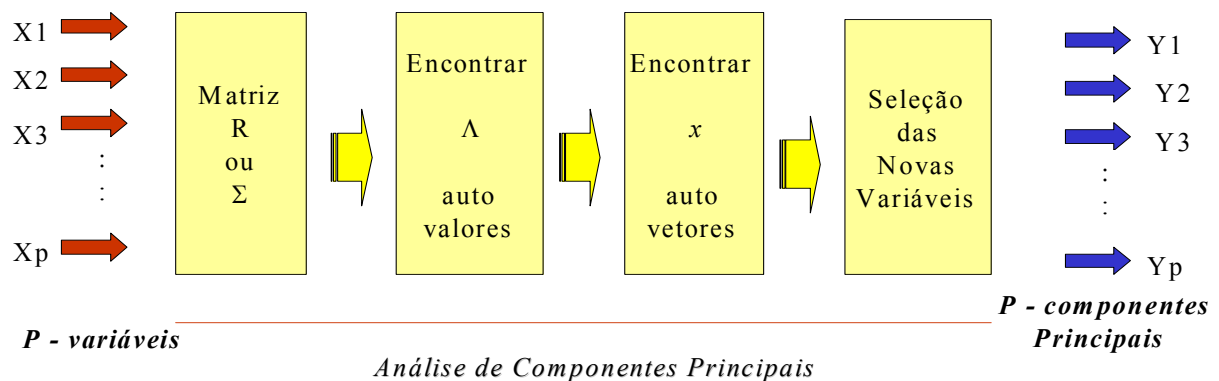 X1
X2
X3
:
.
Xp
P - variáveis
Matriz
R
ou
Σ
Encontrar
Λ
auto
valores
Encontrar
x
auto
vetores
Seleção
das
Novas
Variáveis
Y1
Y2
Y3
:
.
Yp
P - componentes
Principais
Análise de Componentes Principais